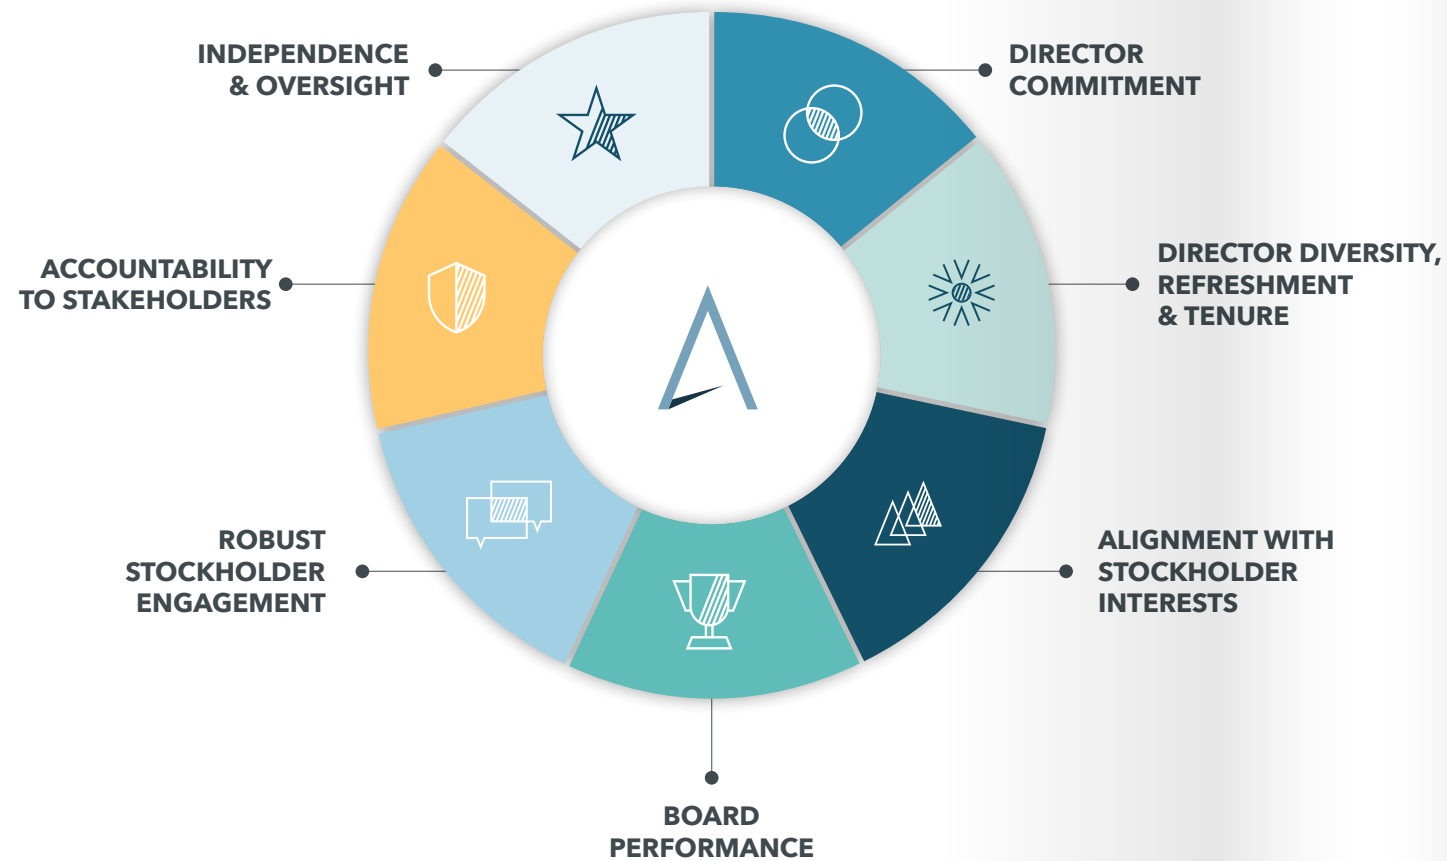 INDEPENDENCE
& OVERSIGHT
DIRECTOR
COMMITMENT
ACCOUNTABILITY
TO STAKEHOLDERS
DIRECTOR DIVERSITY,
REFRESHMENT
& TENURE
ROBUST
STOCKHOLDER
ENGAGEMENT
ALIGNMENT WITH
STOCKHOLDER
INTERESTS
BOARD
PERFORMANCE